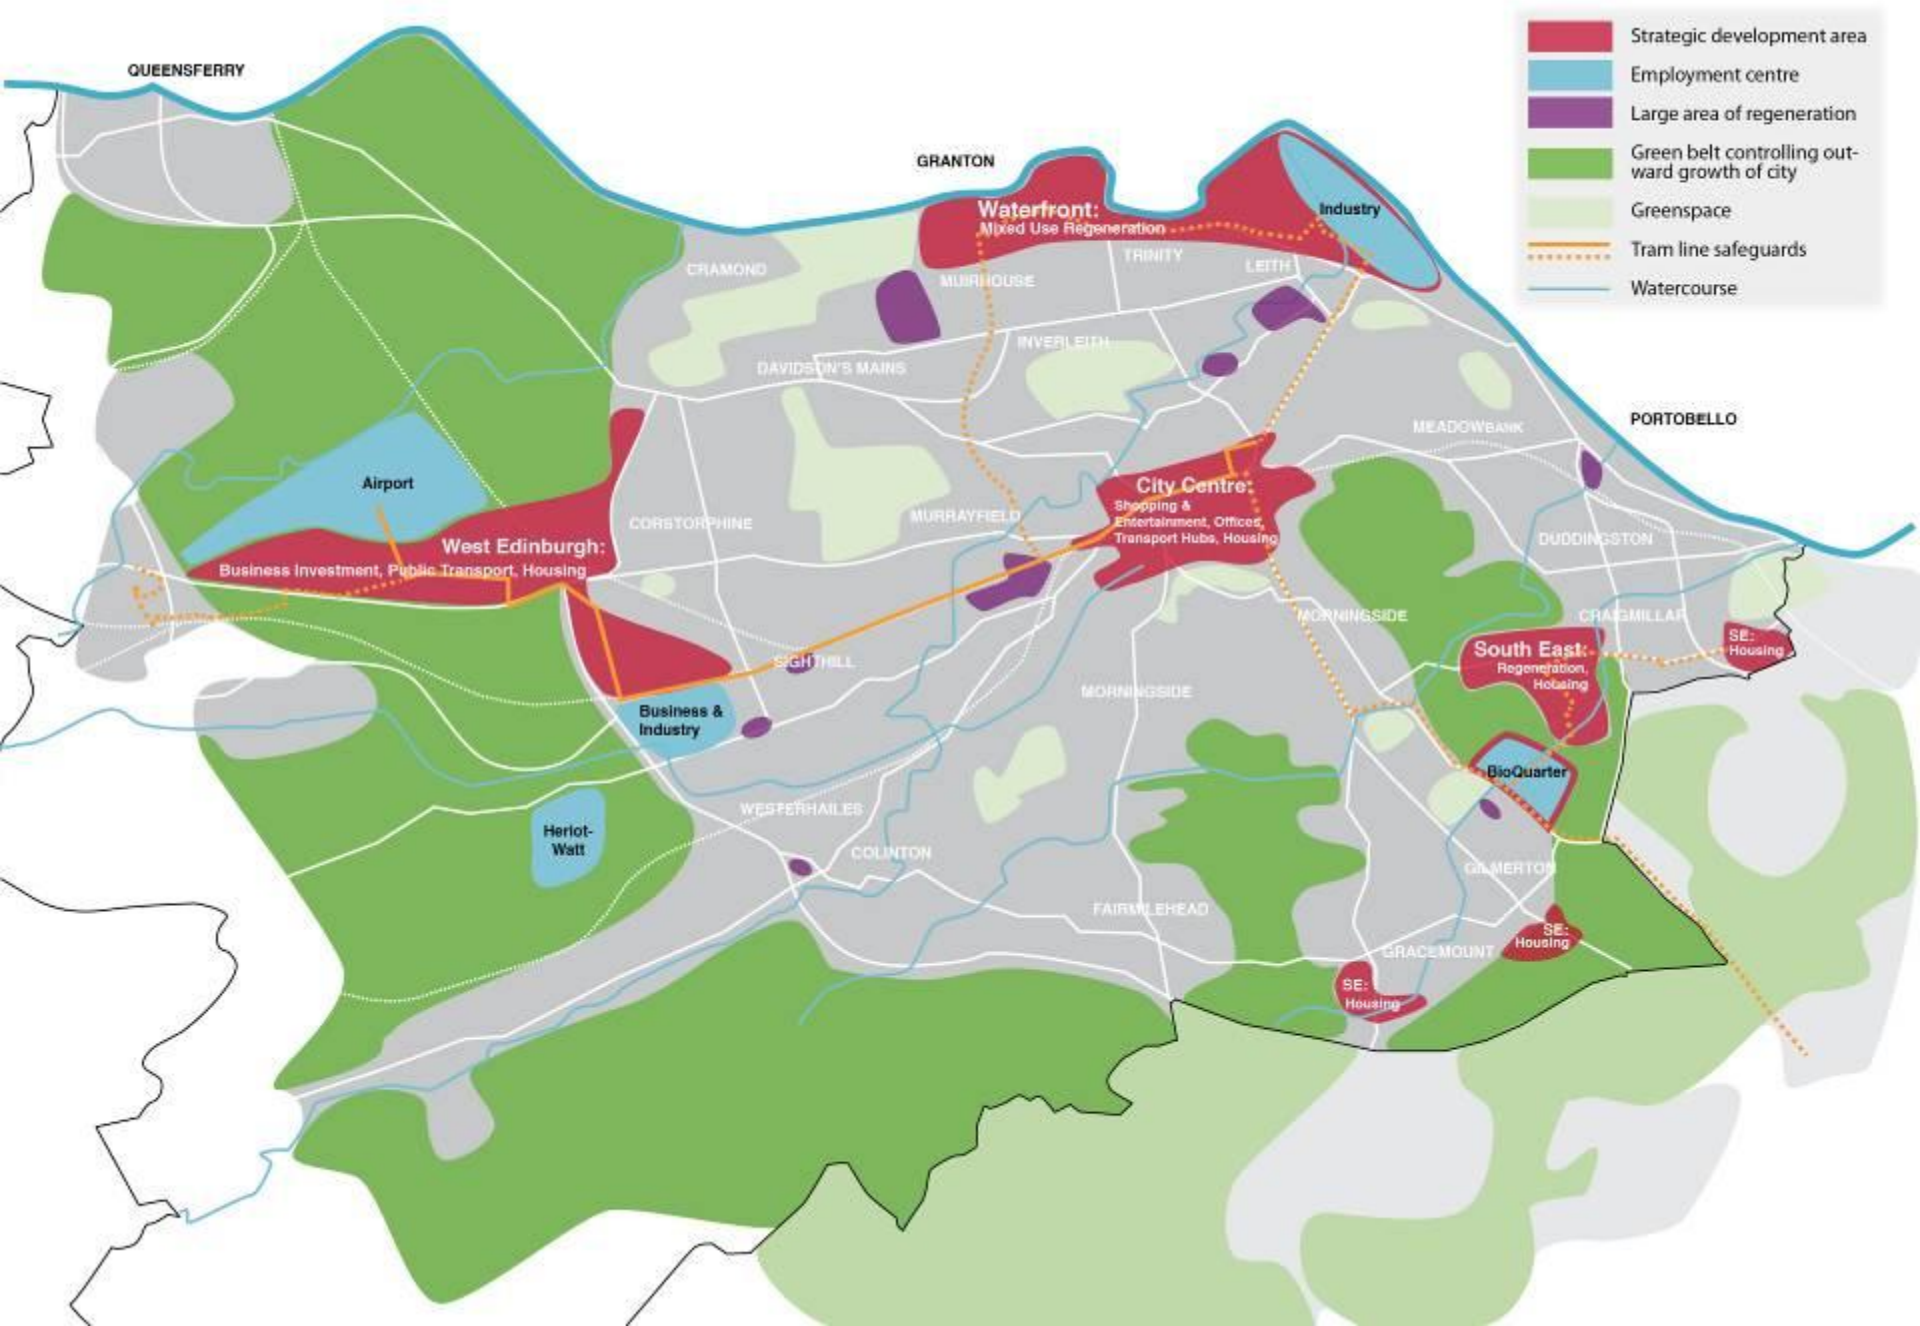 QUEENSFERRY
GRANTON
PORTOBELLO
Strategic development area
Employment centre
Large area of regeneration
Green belt controlling out-
ward growth of city
Greenspace
Tram line safeguards
Watercourse
Waterfront:
Mixed Use Regeneration
Industry
CRAMOND
MUIRHOUSE
TRINITY
LEITH
INVERLEITH
DAVIDSON'S MAINS
MEADOWBANK
Airport
City Centre:
Shopping &
Entertainment, Offices,
Transport Hubs, Housing
CORSTORPHINE
MURRAYFIELD
DUDDINGSTON
West Edinburgh:
Business Investment, Public Transport, Housing
MORNINGSIDE
CRAIGMILLAR
SE:
Housing
South East:
Regeneration,
Housing
SIGHTHILL
MORNINGSIDE
Business &
Industry
BioQuarter
WESTERHAILES
Heriot-
Watt
COLINTON
GILMERTON
FAIRMILEHEAD
SE:
Housing
GRACEMOUNT
SE:
Housing